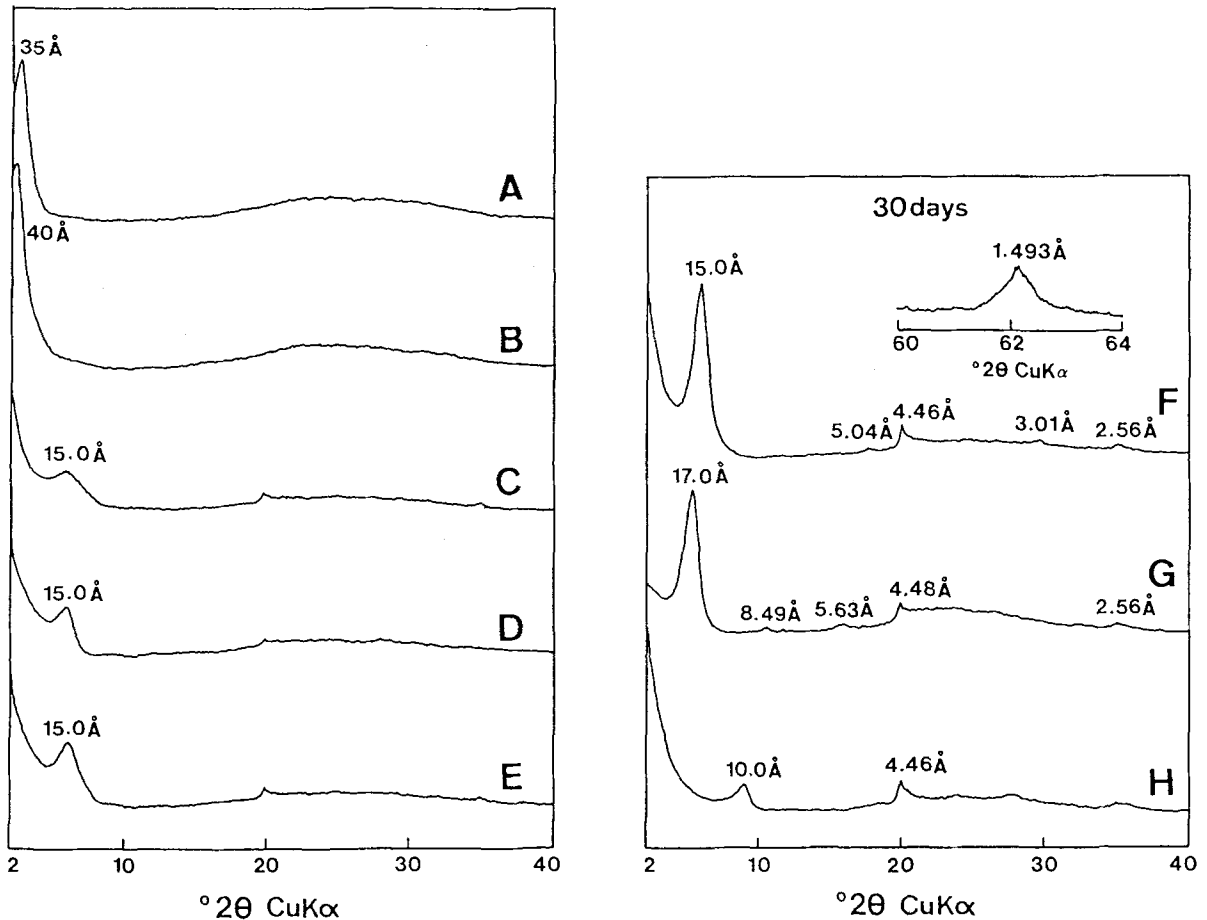 35Å
A
40Å
B
15.0Å
C
15.0Å
D
15.0Å
E
2 10 20 30 40
°2θ CuKα
30days
1.493Å
60 62 64
°2θ CuKα
15.0Å
5.04Å 4.46Å 3.01Å 2.56Å
F
17.0Å
8.49Å 5.63Å 4.48Å 2.56Å
G
10.0Å 4.46Å
H
2 10 20 30 40
°2θ CuKα